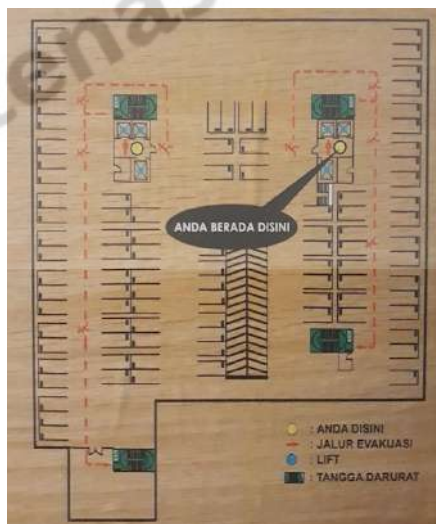 ANDA BERADA DISINI
: ANDA DISINI
: JALUR EVAKUASI
: LIFT
: TANGGA DARURAT